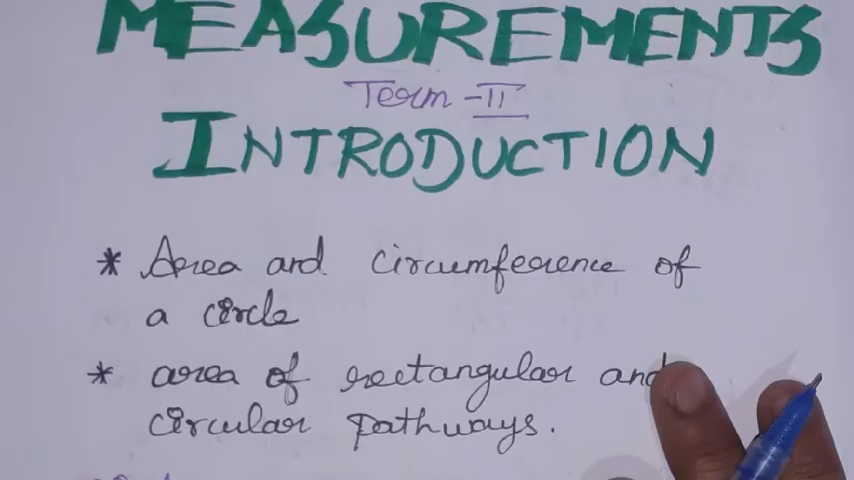 MEASUREMENTS
Term-II
INTRODUCTION
* Area and circumference of
a circle
* area of rectangular and
circular pathways.